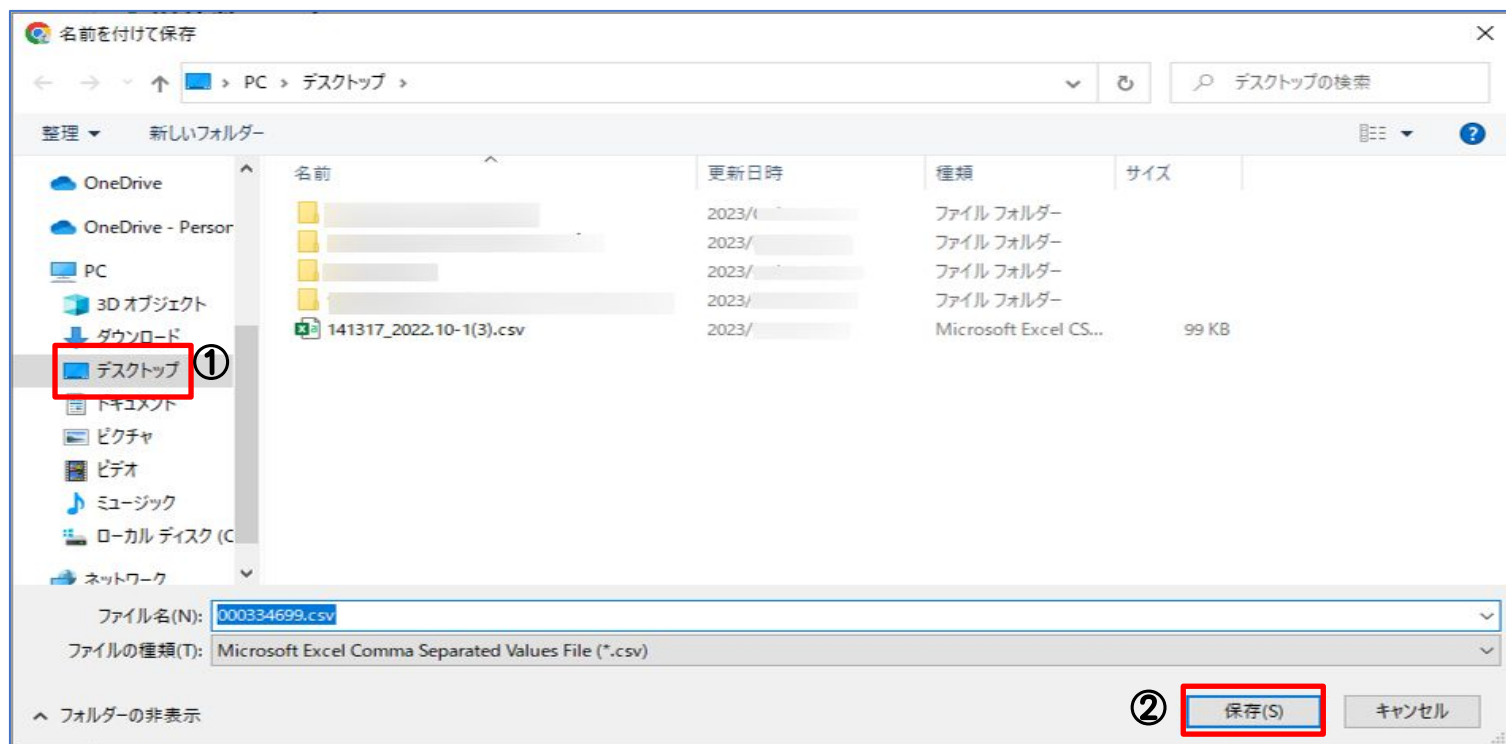 名前を付けて保存
PC > デスクトップ >
デスクトップの検索
整理 新しいフォルダー
名前 更新日時 種類 サイズ
OneDrive
OneDrive - Person
PC
3D オブジェクト
ダウンロード
デスクトップ ①
ドキュメント
ピクチャ
ビデオ
ミュージック
ローカル ディスク (C
ネットワーク
2023/ ファイル フォルダー
2023/ ファイル フォルダー
2023/ ファイル フォルダー
2023/ ファイル フォルダー
141317_2022.10-1(3).csv 2023/ Microsoft Excel CS... 99 KB
ファイル名(N): 000334699.csv
ファイルの種類(T): Microsoft Excel Comma Separated Values File (*.csv)
フォルダーの非表示
② 保存(S) キャンセル